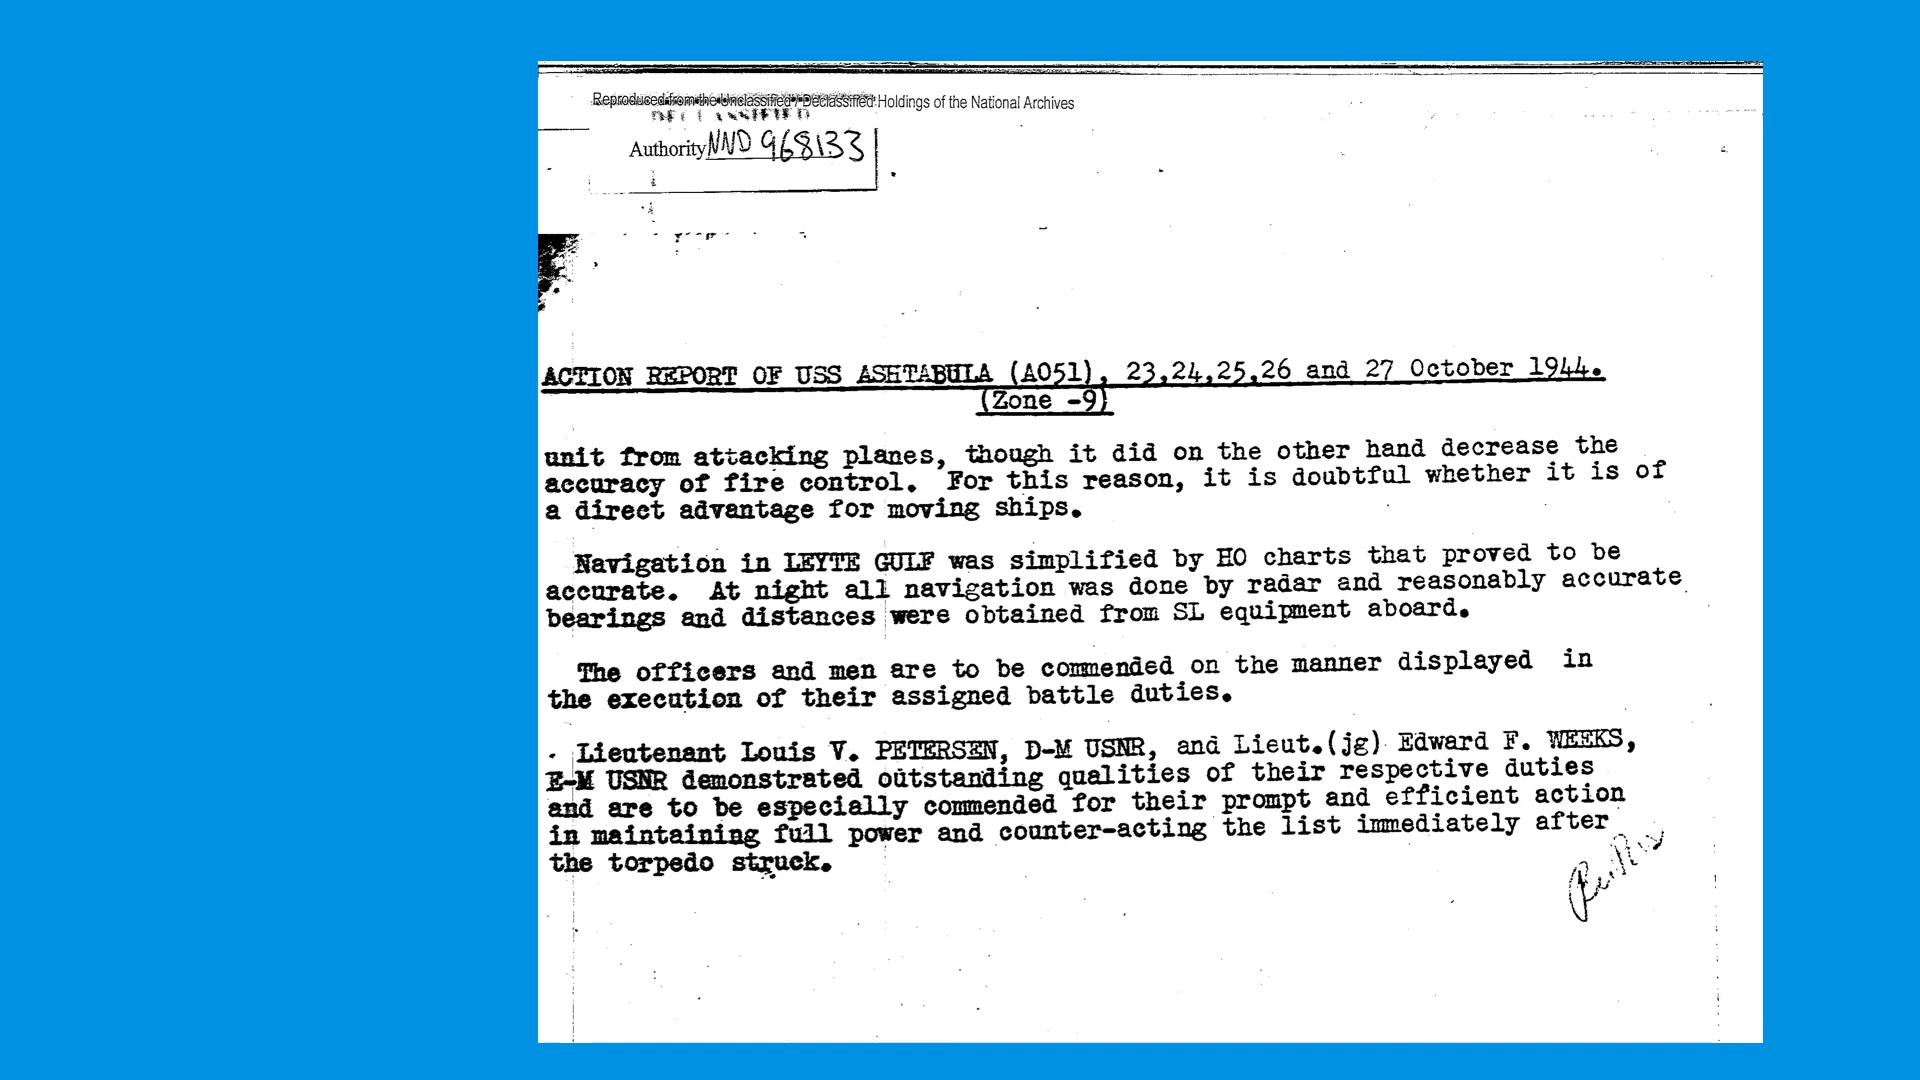 Reproduced from the Unclassified / Declassified Holdings of the National Archives
DECLASSIFIED
Authority NND 968133
ACTION REPORT OF USS ASHTABULA (AO51), 23,24,25,26 and 27 October 1944.
(Zone -9)
unit from attacking planes, though it did on the other hand decrease the
accuracy of fire control. For this reason, it is doubtful whether it is of
a direct advantage for moving ships.
Navigation in LEYTE GULF was simplified by HO charts that proved to be
accurate. At night all navigation was done by radar and reasonably accurate
bearings and distances were obtained from SL equipment aboard.
The officers and men are to be commended on the manner displayed in
the execution of their assigned battle duties.
Lieutenant Louis V. PETERSEN, D-M USNR, and Lieut.(jg) Edward F. WEEKS,
E-M USNR demonstrated outstanding qualities of their respective duties
and are to be especially commended for their prompt and efficient action
in maintaining full power and counter-acting the list immediately after
the torpedo struck.